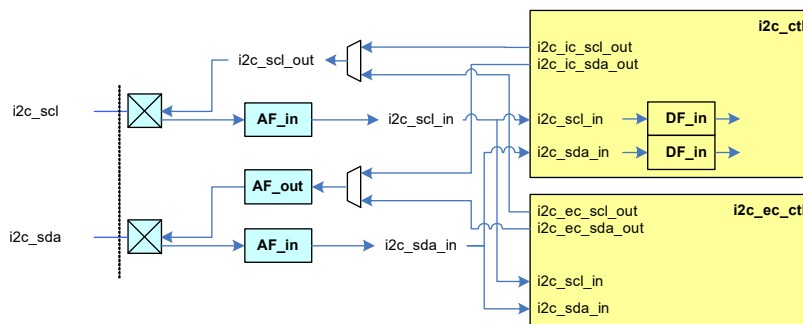 i2c_ctl
i2c_scl_out
i2c_ic_scl_out
i2c_ic_sda_out
i2c_scl
AF_in
i2c_scl_in
i2c_scl_in
DF_in
i2c_sda_in
DF_in
AF_out
i2c_ec_ctl
i2c_ec_scl_out
i2c_ec_sda_out
i2c_sda
AF_in
i2c_sda_in
i2c_scl_in
i2c_sda_in